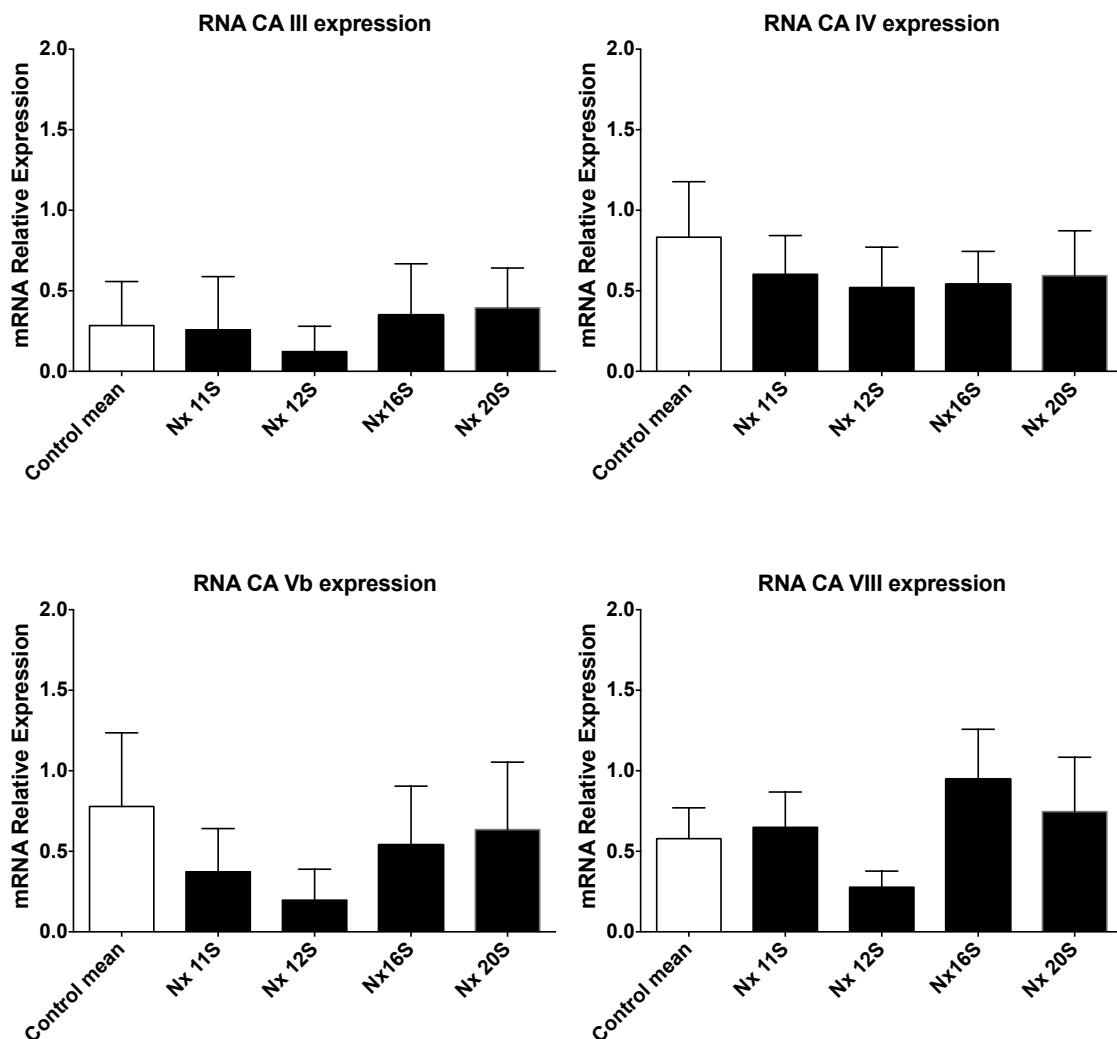 RNA CA III expression
mRNA Relative Expression
2.0
1.5
1.0
0.5
0.0
Control mean
Nx 11S
Nx 12S
Nx16S
Nx 20S
RNA CA IV expression
mRNA Relative Expression
2.0
1.5
1.0
0.5
0.0
Control mean
Nx 11S
Nx 12S
Nx16S
Nx 20S
RNA CA Vb expression
mRNA Relative Expression
2.0
1.5
1.0
0.5
0.0
Control mean
Nx 11S
Nx 12S
Nx16S
Nx 20S
RNA CA VIII expression
mRNA Relative Expression
2.0
1.5
1.0
0.5
0.0
Control mean
Nx 11S
Nx 12S
Nx16S
Nx 20S